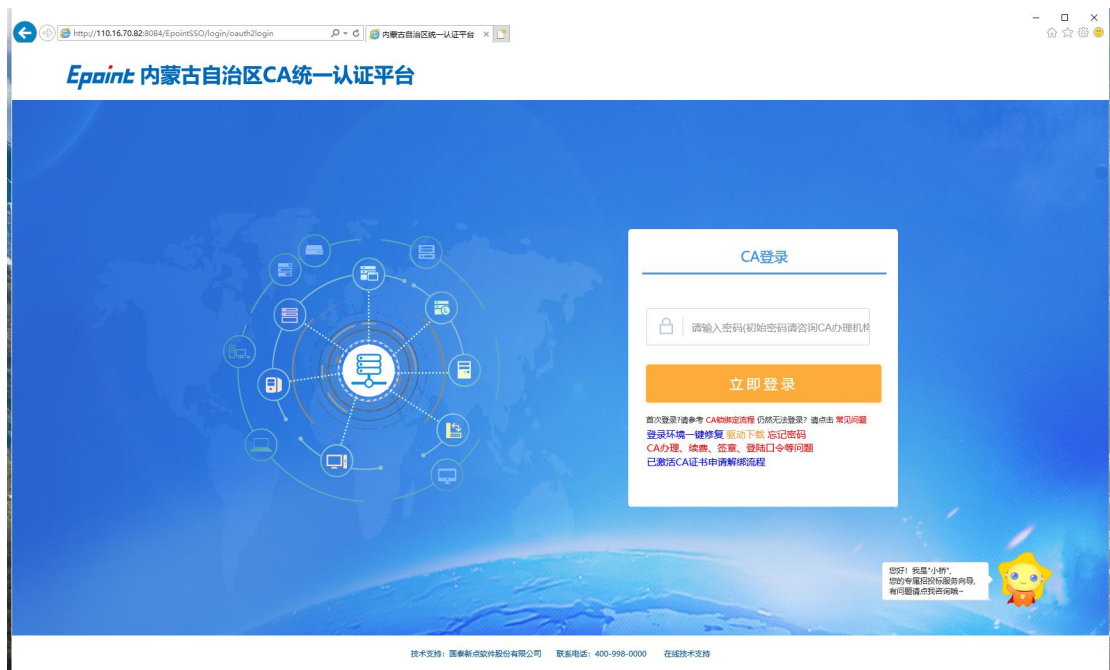 http://110.16.70.82:8084/EpointSSO/login/oauth2login
内蒙古自治区统一认证平台
Epoint 内蒙古自治区CA统一认证平台
CA登录
请输入密码(初始密码请咨询CA办理机构
立即登录
首次登录?请参考 CA锁绑定流程 仍然无法登录? 请点击 常见问题
登录环境一键修复 驱动下载 忘记密码
CA办理、续费、签章、登陆口令等问题
已激活CA证书申请解绑流程
您好! 我是"小桥",
您的专属招投标服务向导,
有问题请点我咨询哦~
技术支持: 国泰新点软件股份有限公司 联系电话: 400-998-0000 在线技术支持